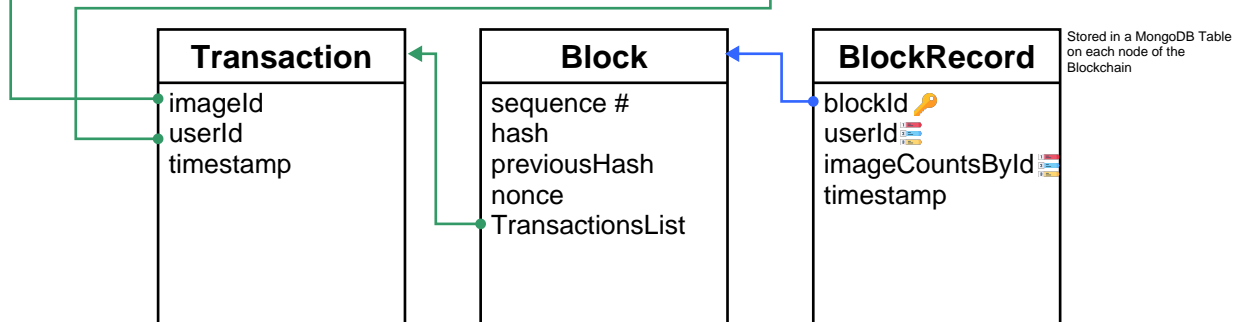 Transaction
imageId
userId
timestamp
Block
sequence #
hash
previousHash
nonce
TransactionsList
BlockRecord
blockId
userId
imageCountsById
timestamp
Stored in a MongoDB Table
on each node of the
Blockchain